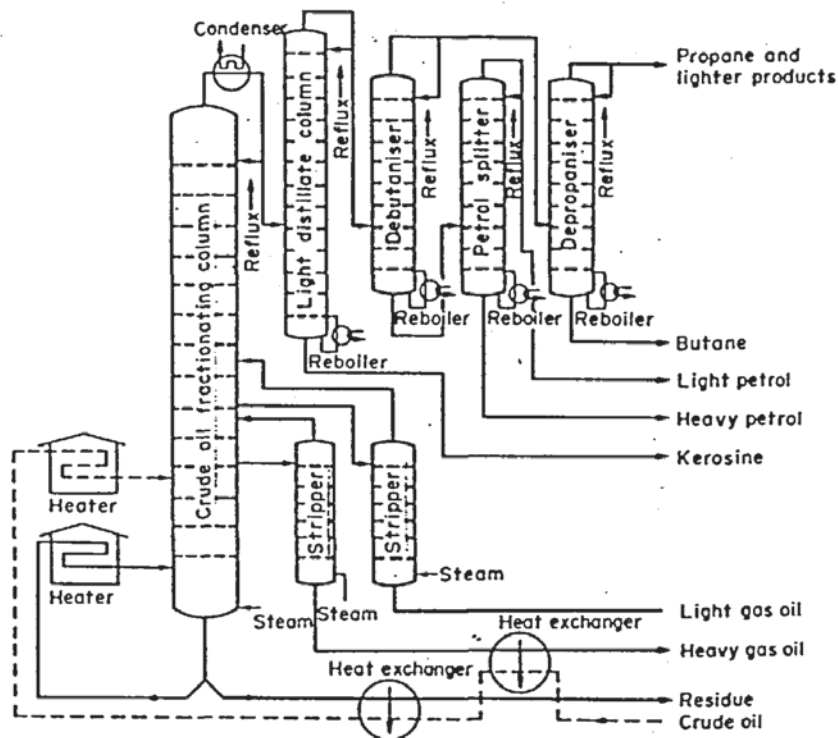 Condenser
Propane and
lighter products
Crude oil fractionating column
Reflux
Light distillate column
Reflux
Debutaniser
Reflux
Petrol splitter
Reflux
Depropaniser
Reflux
Reboiler
Reboiler
Reboiler
Reboiler
Butane
Light petrol
Heavy petrol
Kerosine
Heater
Heater
Stripper
Stripper
Steam
Steam
Steam
Light gas oil
Heat exchanger
Heavy gas oil
Heat exchanger
Residue
Crude oil